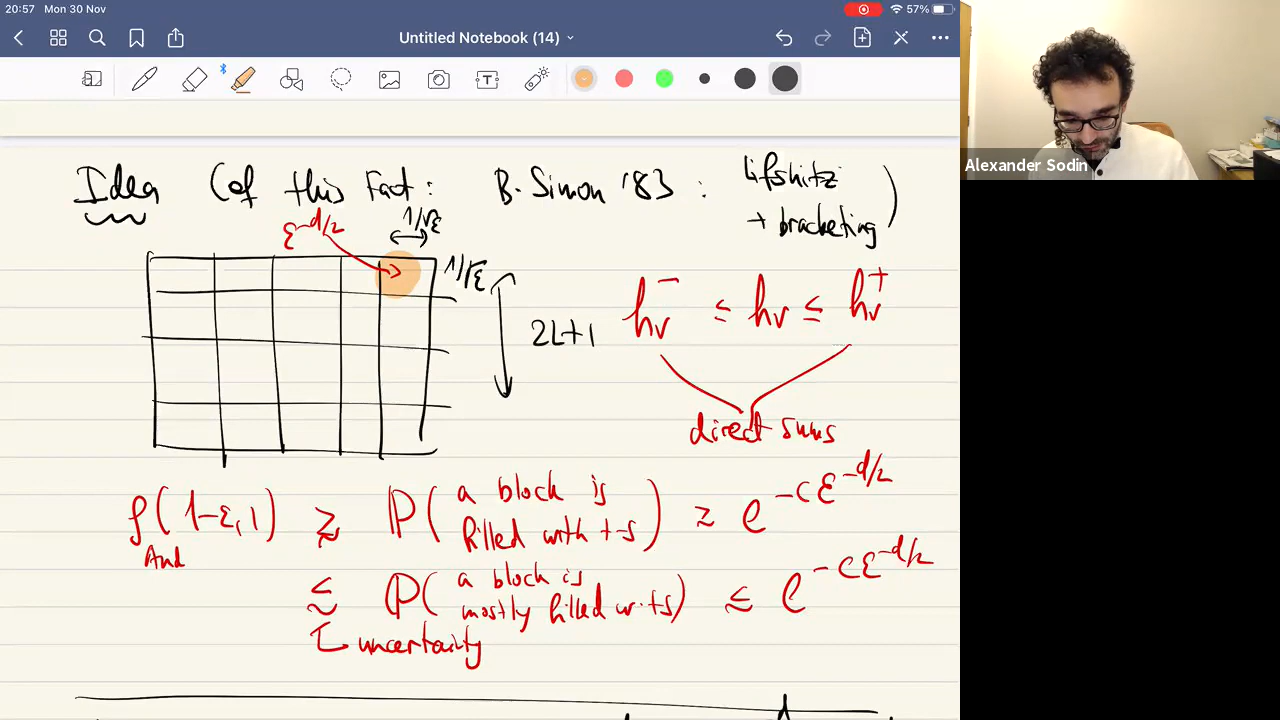 20:57 Mon 30 Nov
57%
Untitled Notebook (14)
Alexander Sodin
Idea (of this Fact: B. Simon '83 : Lifshitz
+ bracketing )
ε^{-d/2}
1/√ε
1/√ε
2L+1
h_v^- ≤ h_v ≤ h_v^+
direct sums
ρ_{And}(1-ε,1) ≳ ℙ( a block is
filled with +-s ) ≥ e^{-Cε^{-d/2}}
≲ ℙ( a block is
mostly filled w. +s ) ≤ e^{-cε^{-d/2}}
uncertainty